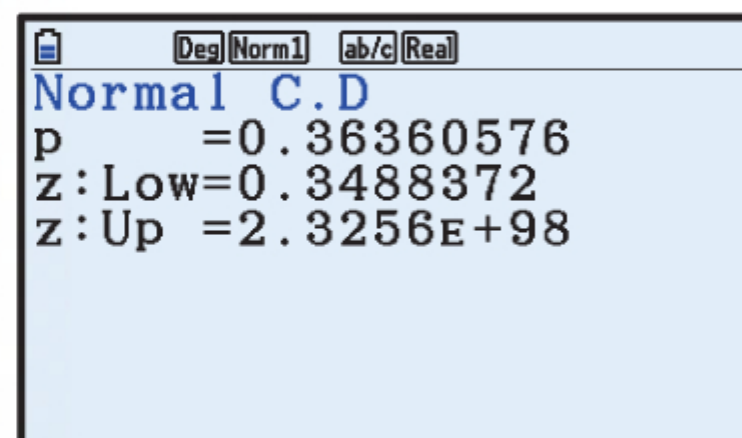 Deg Norm1 ab/c Real
Normal C.D
p =0.36360576
z:Low=0.3488372
z:Up =2.3256E+98